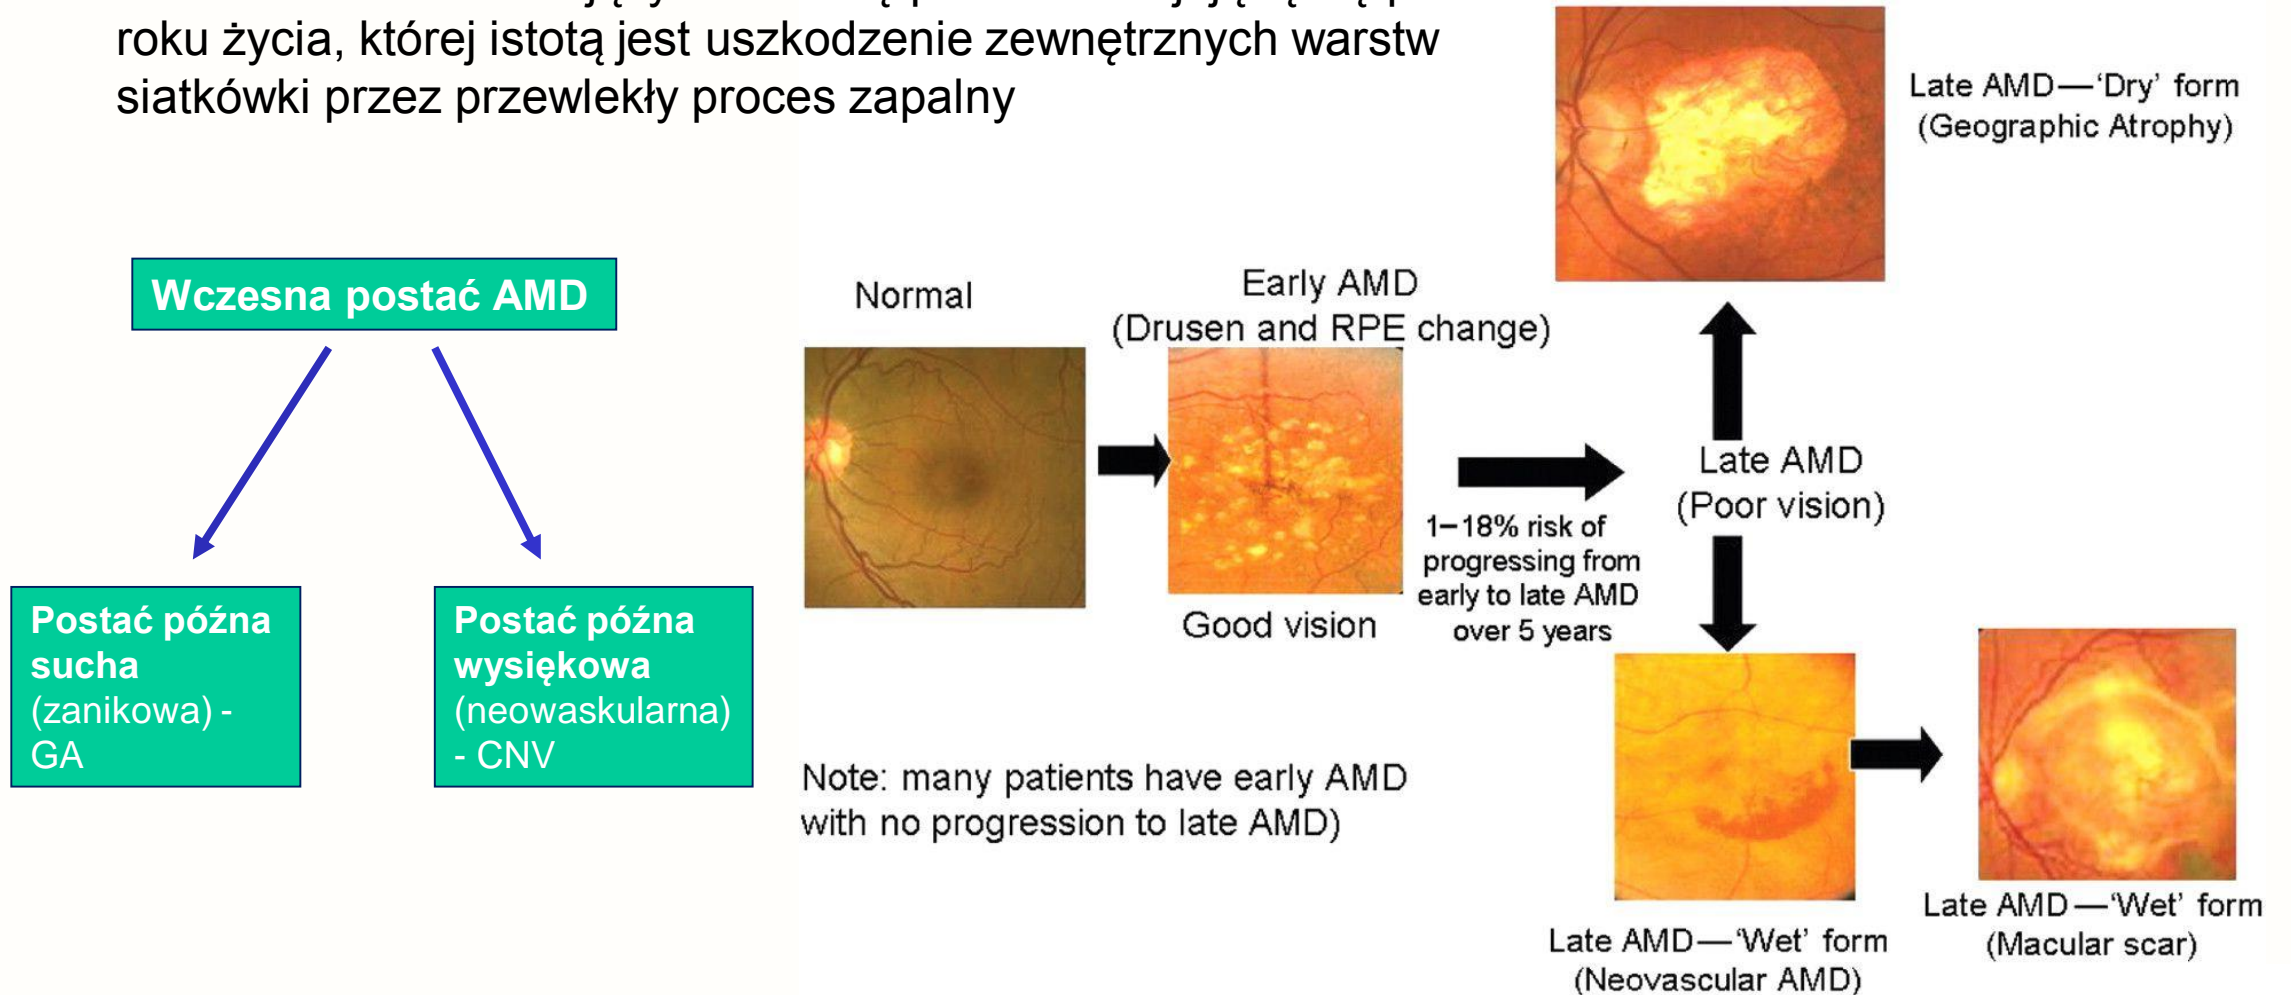 roku życia, której istotą jest uszkodzenie zewnętrznych warstw
siatkówki przez przewlekły proces zapalny
Wczesna postać AMD
Postać późna
sucha
(zanikowa) -
GA
Postać późna
wysiękowa
(neowaskularna)
- CNV
Normal
Early AMD
(Drusen and RPE change)
Good vision
1–18% risk of
progressing from
early to late AMD
over 5 years
Late AMD
(Poor vision)
Late AMD—‘Dry’ form
(Geographic Atrophy)
Late AMD—‘Wet’ form
(Neovascular AMD)
Late AMD—‘Wet’ form
(Macular scar)
Note: many patients have early AMD
with no progression to late AMD)